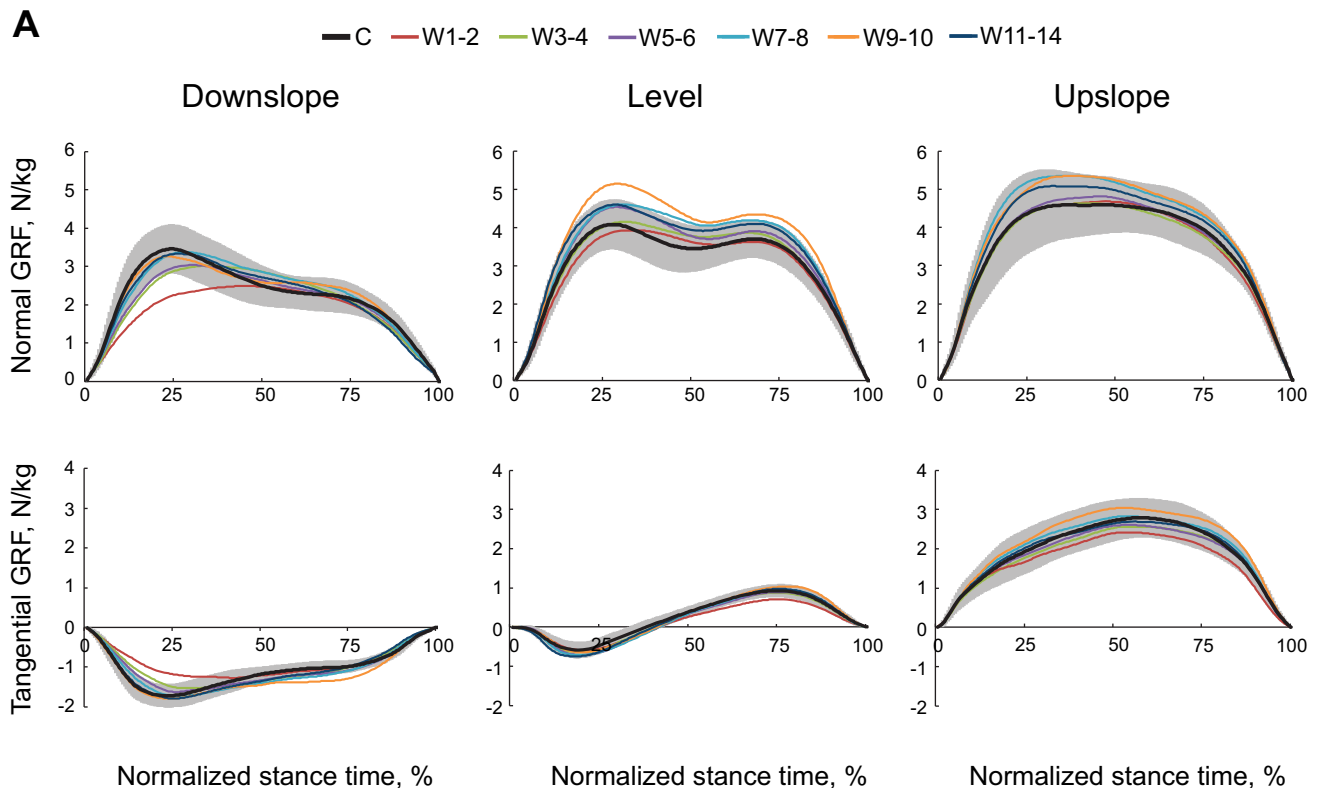 A
C W1-2 W3-4 W5-6 W7-8 W9-10 W11-14
Downslope Level Upslope
Normal GRF, N/kg
6 5 4 3 2 1 0
0 25 50 75 100
6 5 4 3 2 1 0
0 25 50 75 100
6 5 4 3 2 1 0
0 25 50 75 100
Tangential GRF, N/kg
4 3 2 1 0 -1 -2
0 25 50 75 100
4 3 2 1 0 -1 -2
0 25 50 75 100
4 3 2 1 0 -1 -2
0 25 50 75 100
Normalized stance time, % Normalized stance time, % Normalized stance time, %